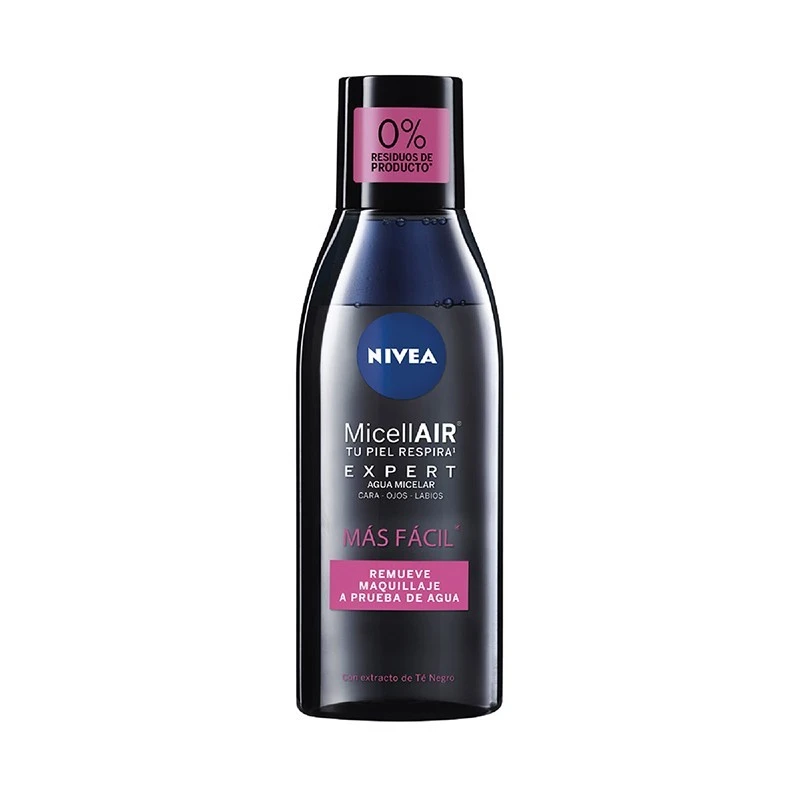 0%
RESIDUOS DE
PRODUCTO*
NIVEA
MicellAIR®
TU PIEL RESPIRA¹
EXPERT
AGUA MICELAR
CARA - OJOS - LABIOS
MÁS FÁCIL*
REMUEVE
MAQUILLAJE
A PRUEBA DE AGUA
Con extracto de Té Negro